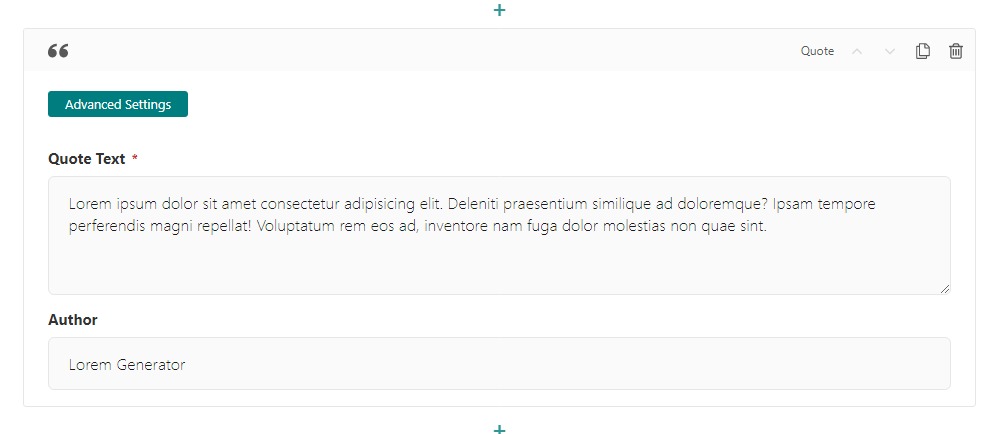 Quote
Advanced Settings
Quote Text *
Lorem ipsum dolor sit amet consectetur adipisicing elit. Deleniti praesentium similique ad doloremque? Ipsam tempore
perferendis magni repellat! Voluptatum rem eos ad, inventore nam fuga dolor molestias non quae sint.
Author
Lorem Generator